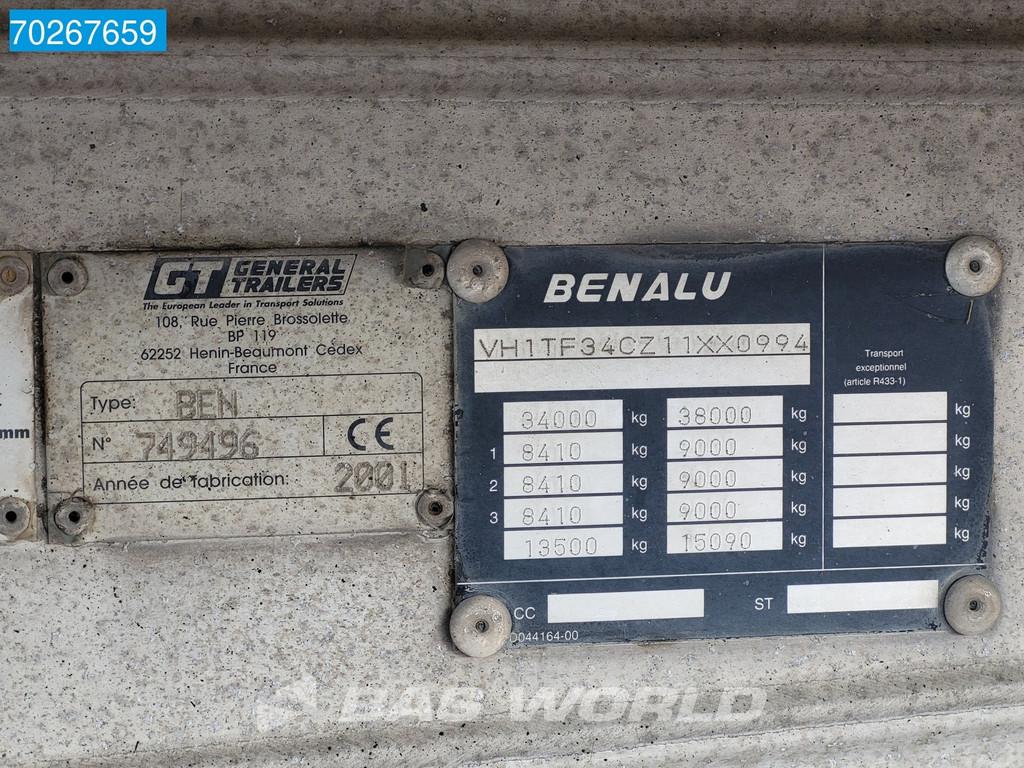 70267659
GT GENERAL TRAILERS
The European Leader in Transport Solutions
108, Rue Pierre Brossolette
BP 119
62252 Henin-Beaumont Cédex
France
Type: BEN
N° 749496 CE
Année de fabrication: 2001
mm
BENALU
VH1TF34CZ11XX0994
Transport
exceptionnel
(article R433-1)
34000 kg 38000 kg kg
1 8410 kg 9000 kg kg
2 8410 kg 9000 kg kg
3 8410 kg 9000 kg kg
13500 kg 15090 kg kg
CC ST
D044164-00
BAS WORLD